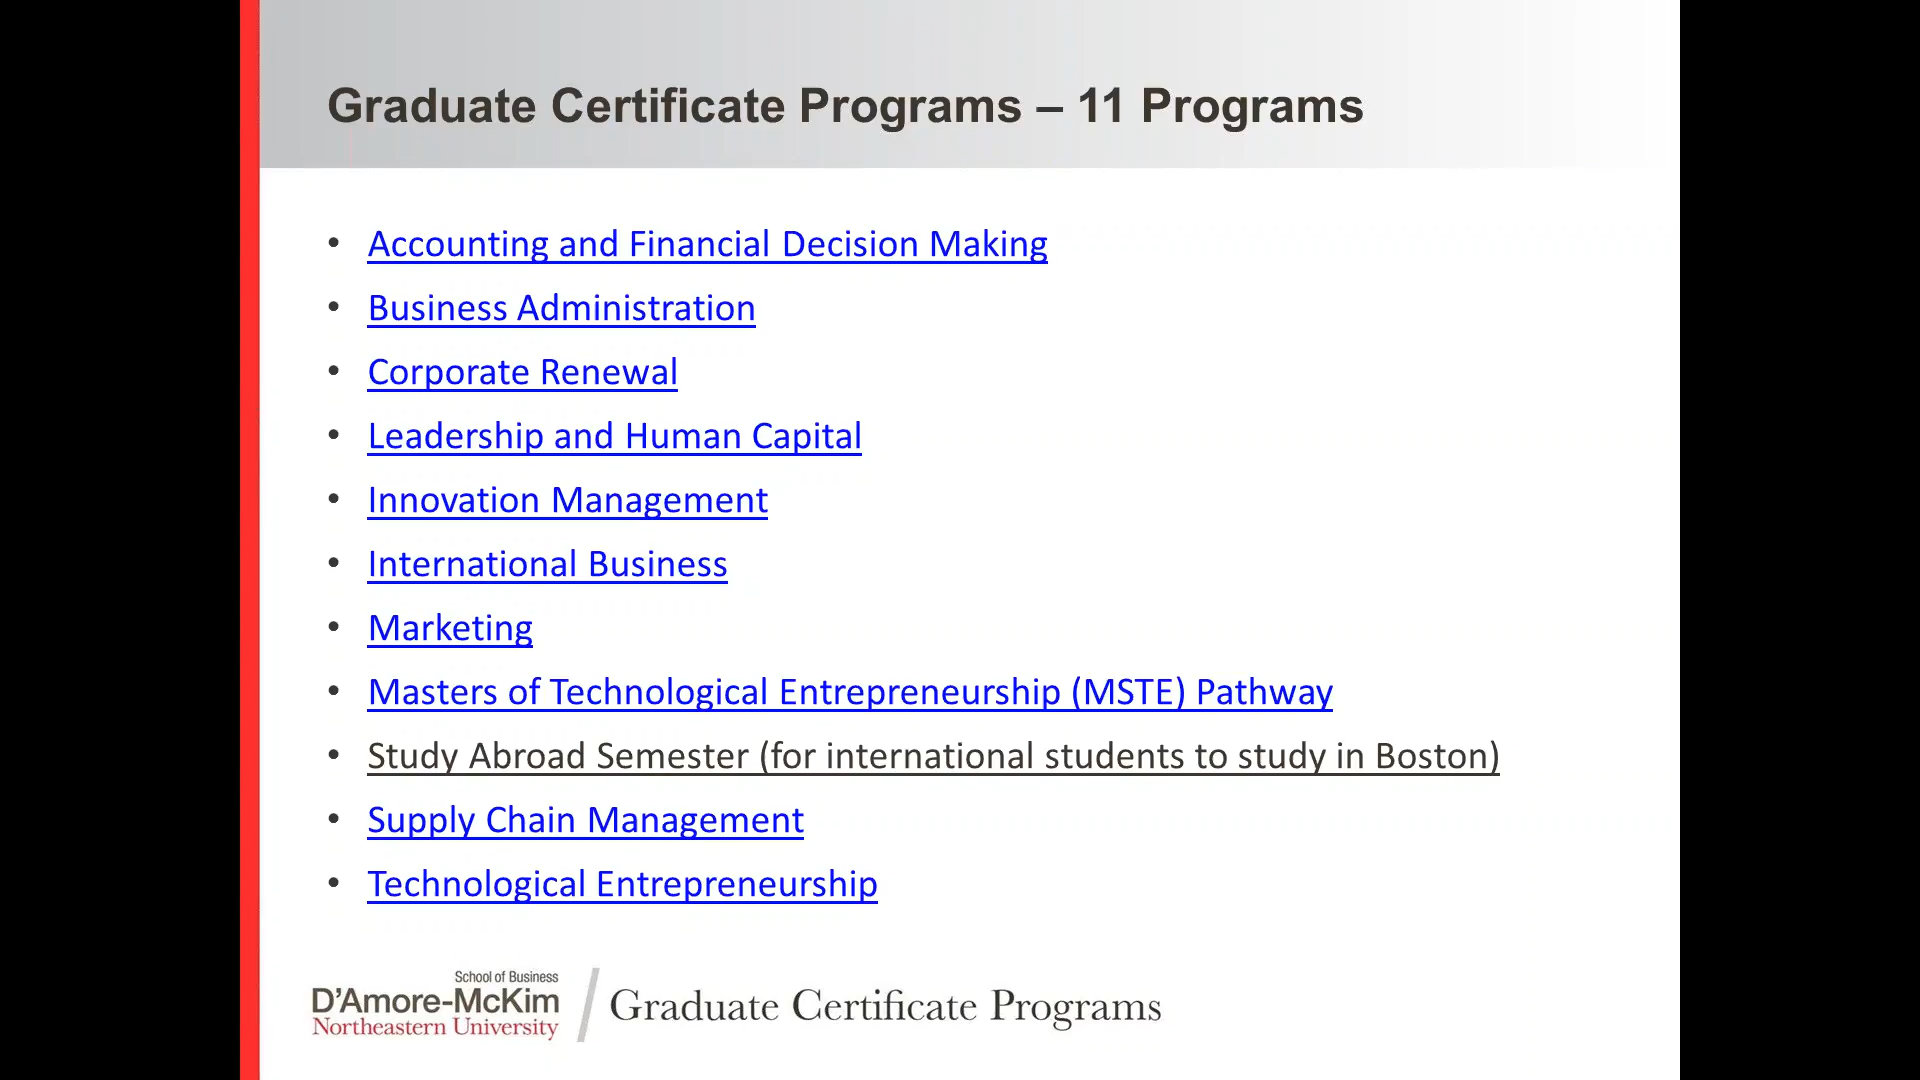 Graduate Certificate Programs – 11 Programs
• Accounting and Financial Decision Making
• Business Administration
• Corporate Renewal
• Leadership and Human Capital
• Innovation Management
• International Business
• Marketing
• Masters of Technological Entrepreneurship (MSTE) Pathway
• Study Abroad Semester (for international students to study in Boston)
• Supply Chain Management
• Technological Entrepreneurship
School of Business
D'Amore-McKim
Northeastern University
Graduate Certificate Programs